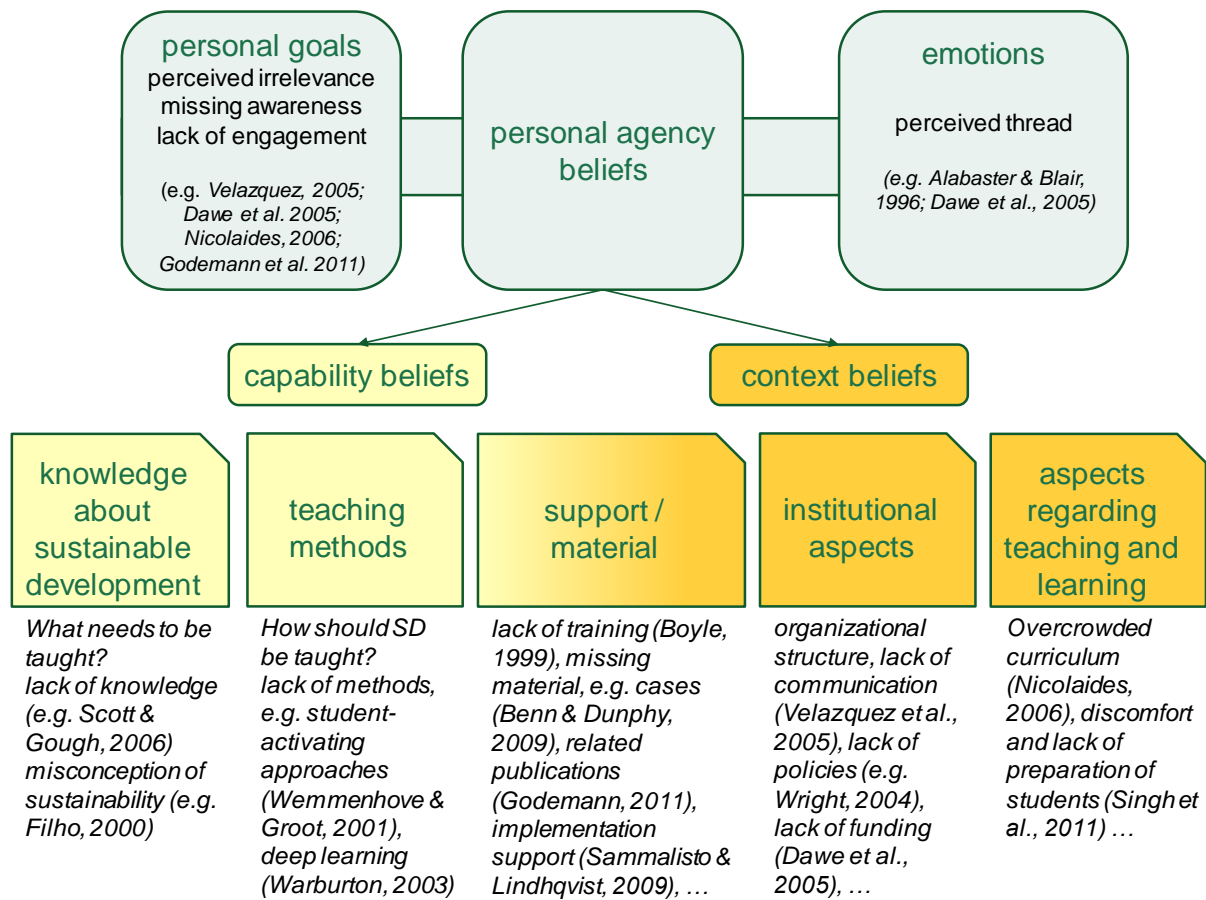 personal goals
perceived irrelevance
missing awareness
lack of engagement
(e.g. Velazquez, 2005;
Dawe et al. 2005;
Nicolaides, 2006;
Godemann et al. 2011)
personal agency
beliefs
emotions
perceived thread
(e.g. Alabaster & Blair,
1996; Dawe et al., 2005)
capability beliefs
context beliefs
knowledge
about
sustainable
development
What needs to be
taught?
lack of knowledge
(e.g. Scott &
Gough, 2006)
misconception of
sustainability (e.g.
Filho, 2000)
teaching
methods
How should SD
be taught?
lack of methods,
e.g. student-
activating
approaches
(Wemmenhove &
Groot, 2001),
deep learning
(Warburton, 2003)
support /
material
lack of training (Boyle,
1999), missing
material, e.g. cases
(Benn & Dunphy,
2009), related
publications
(Godemann, 2011),
implementation
support (Sammalisto &
Lindhqvist, 2009), …
institutional
aspects
organizational
structure, lack of
communication
(Velazquez et al.,
2005), lack of
policies (e.g.
Wright, 2004),
lack of funding
(Dawe et al.,
2005), …
aspects
regarding
teaching and
learning
Overcrowded
curriculum
(Nicolaides,
2006), discomfort
and lack of
preparation of
students (Singh et
al., 2011) …